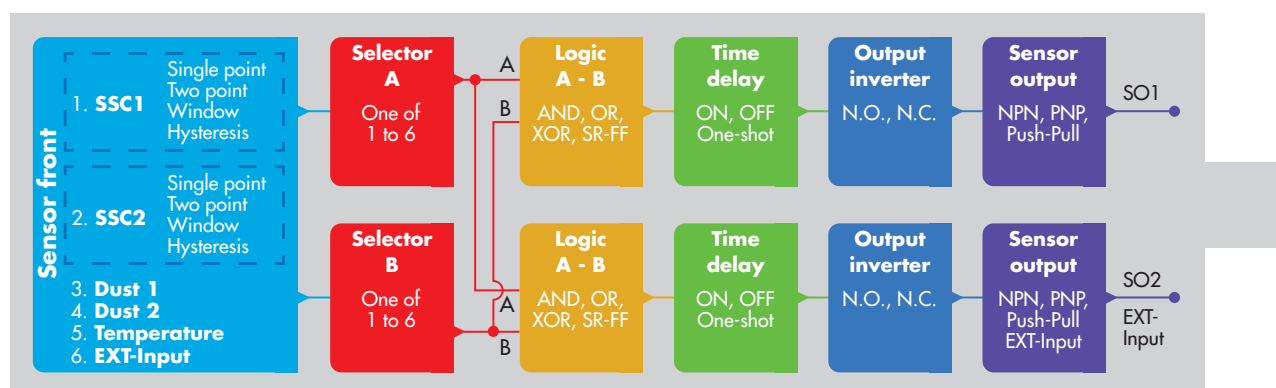 Sensor front
1. SSC1
Single point
Two point
Window
Hysteresis
2. SSC2
Single point
Two point
Window
Hysteresis
3. Dust 1
4. Dust 2
5. Temperature
6. EXT-Input
Selector
A
One of
1 to 6
A
B
Logic
A - B
AND, OR,
XOR, SR-FF
Time
delay
ON, OFF
One-shot
Output
inverter
N.O., N.C.
Sensor
output
NPN, PNP,
Push-Pull
SO1
Selector
B
One of
1 to 6
A
B
Logic
A - B
AND, OR,
XOR, SR-FF
Time
delay
ON, OFF
One-shot
Output
inverter
N.O., N.C.
Sensor
output
NPN, PNP,
Push-Pull
EXT-Input
SO2
EXT-
Input